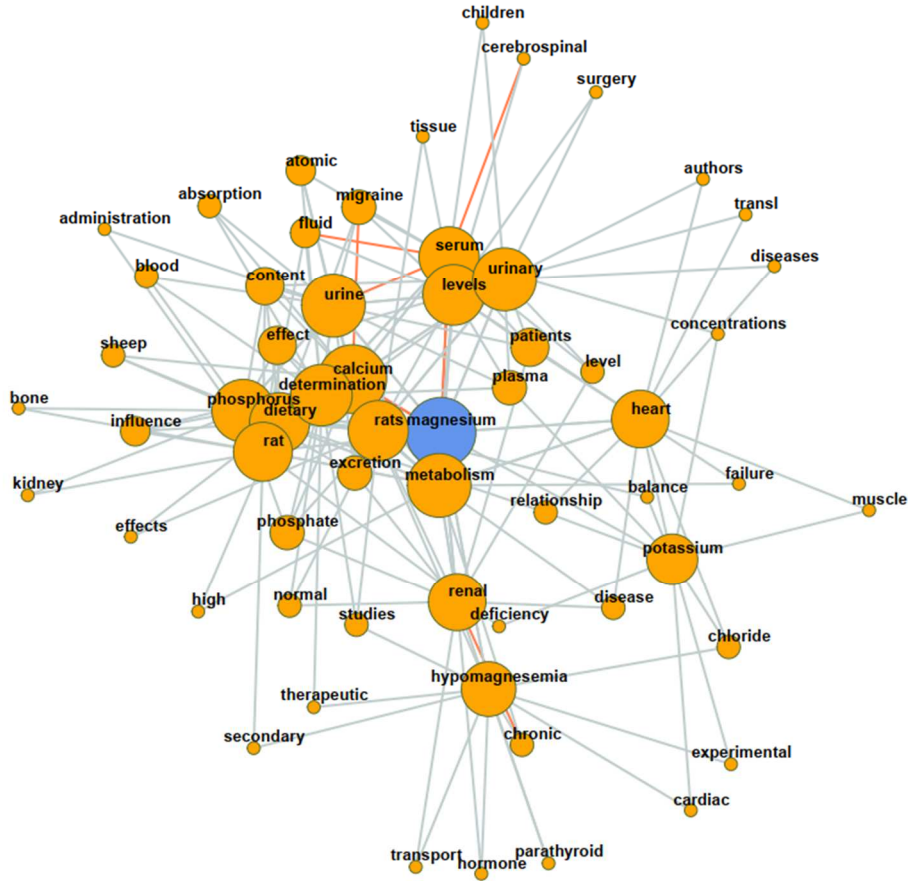 children
cerebrospinal
surgery
tissue
atomic
authors
absorption
migraine
transl
administration
fluid
serum
diseases
blood
content
urine
levels
urinary
concentrations
effect
patients
sheep
calcium
level
plasma
determination
bone
phosphorus
dietary
heart
influence
rats
magnesium
rat
kidney
excretion
metabolism
failure
balance
relationship
muscle
effects
phosphate
potassium
high
normal
renal
disease
studies
deficiency
chloride
hypomagnesemia
therapeutic
secondary
chronic
experimental
cardiac
transport
hormone
parathyroid